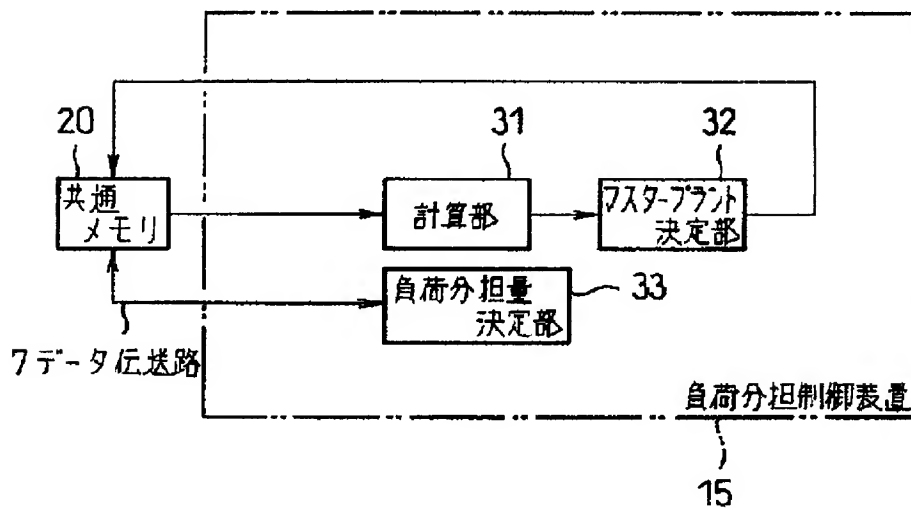 20
共通
メモリ
31
計算部
32
マスタープラント
決定部
負荷分担量
決定部
33
7データ伝送路
負荷分担制御装置
15